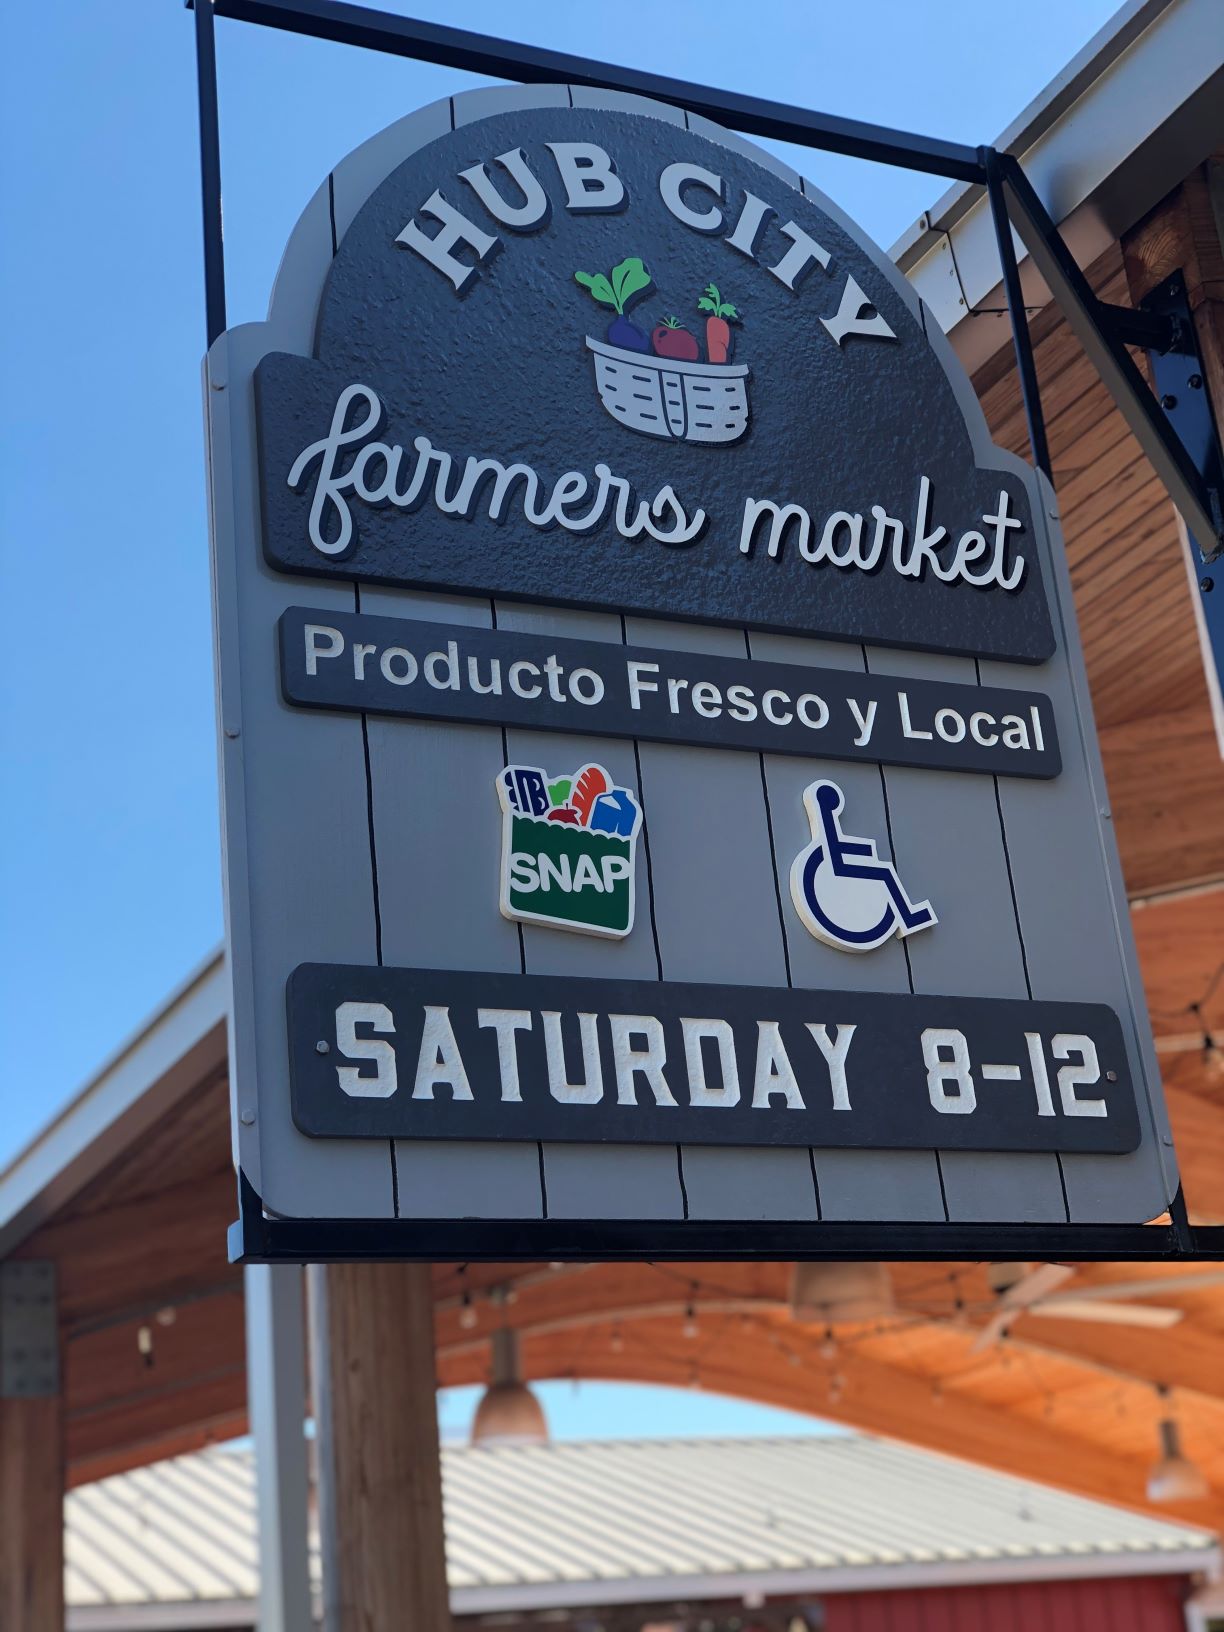 HUB CITY
farmers market
Producto Fresco y Local
SNAP
SATURDAY 8-12